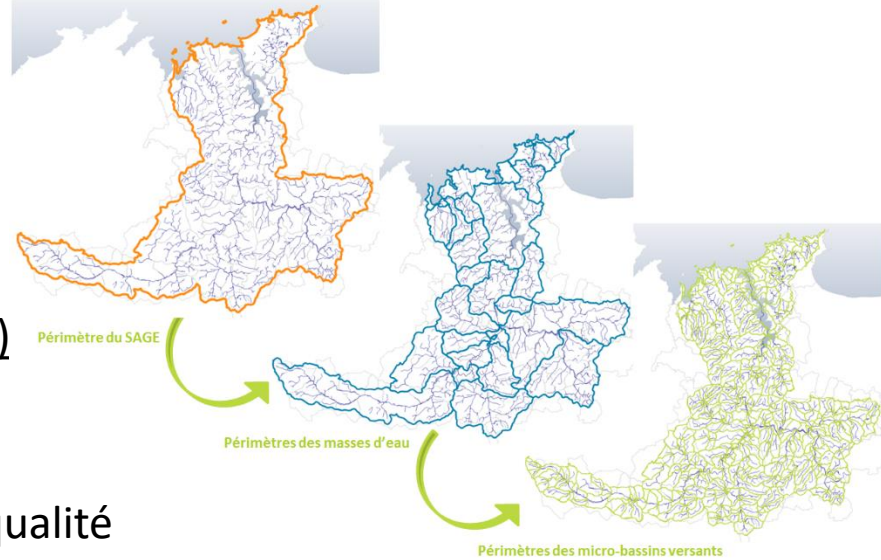 )
Périmètre du SAGE
Périmètres des masses d'eau
qualité
Périmètres des micro-bassins versants